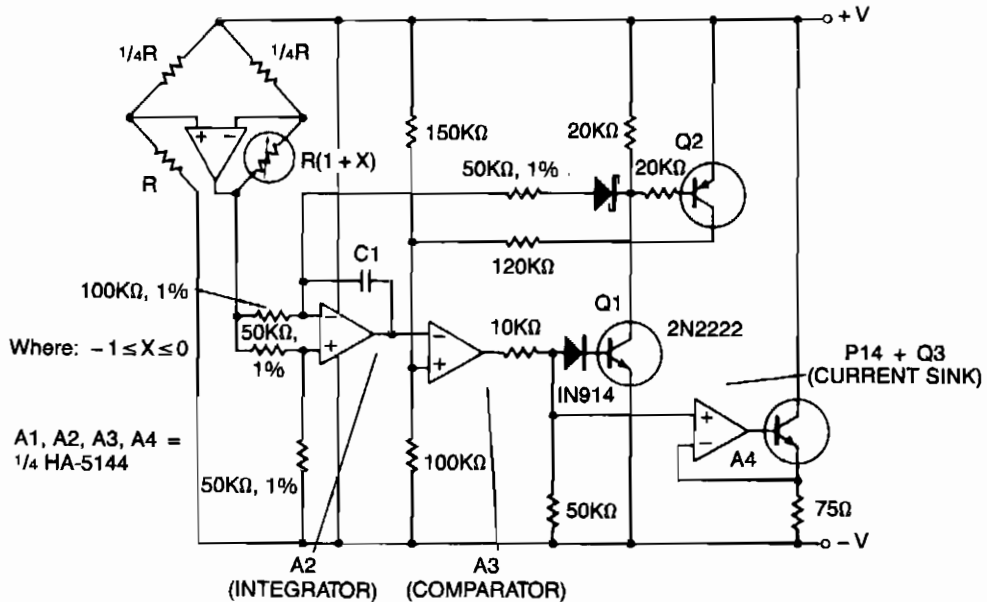 +V
1/4R
1/4R
150KΩ
20KΩ
Q2
20KΩ
50KΩ, 1%
R(1 + X)
R
120KΩ
C1
100KΩ, 1%
Q1
10KΩ
2N2222
50KΩ,
1%
Where: − 1 ≤ X ≤ 0
P14 + Q3
(CURRENT SINK)
IN914
A1, A2, A3, A4 =
1/4 HA-5144
A4
100KΩ
50KΩ, 1%
50KΩ
75Ω
−V
A2
(INTEGRATOR)
A3
(COMPARATOR)